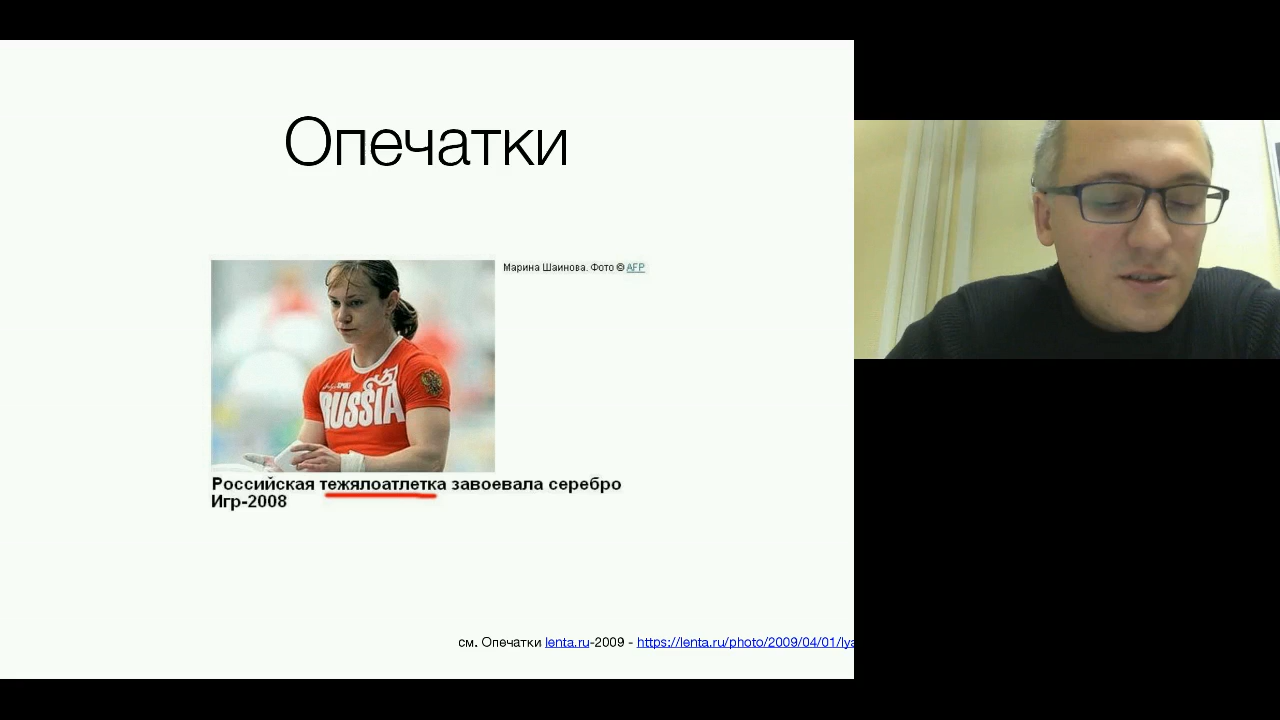 Опечатки
Марина Шаинова. Фото © AFP
RUSSIA
Российская тежялоатлетка завоевала серебро
Игр-2008
см. Опечатки lenta.ru-2009 - https://lenta.ru/photo/2009/04/01/lya